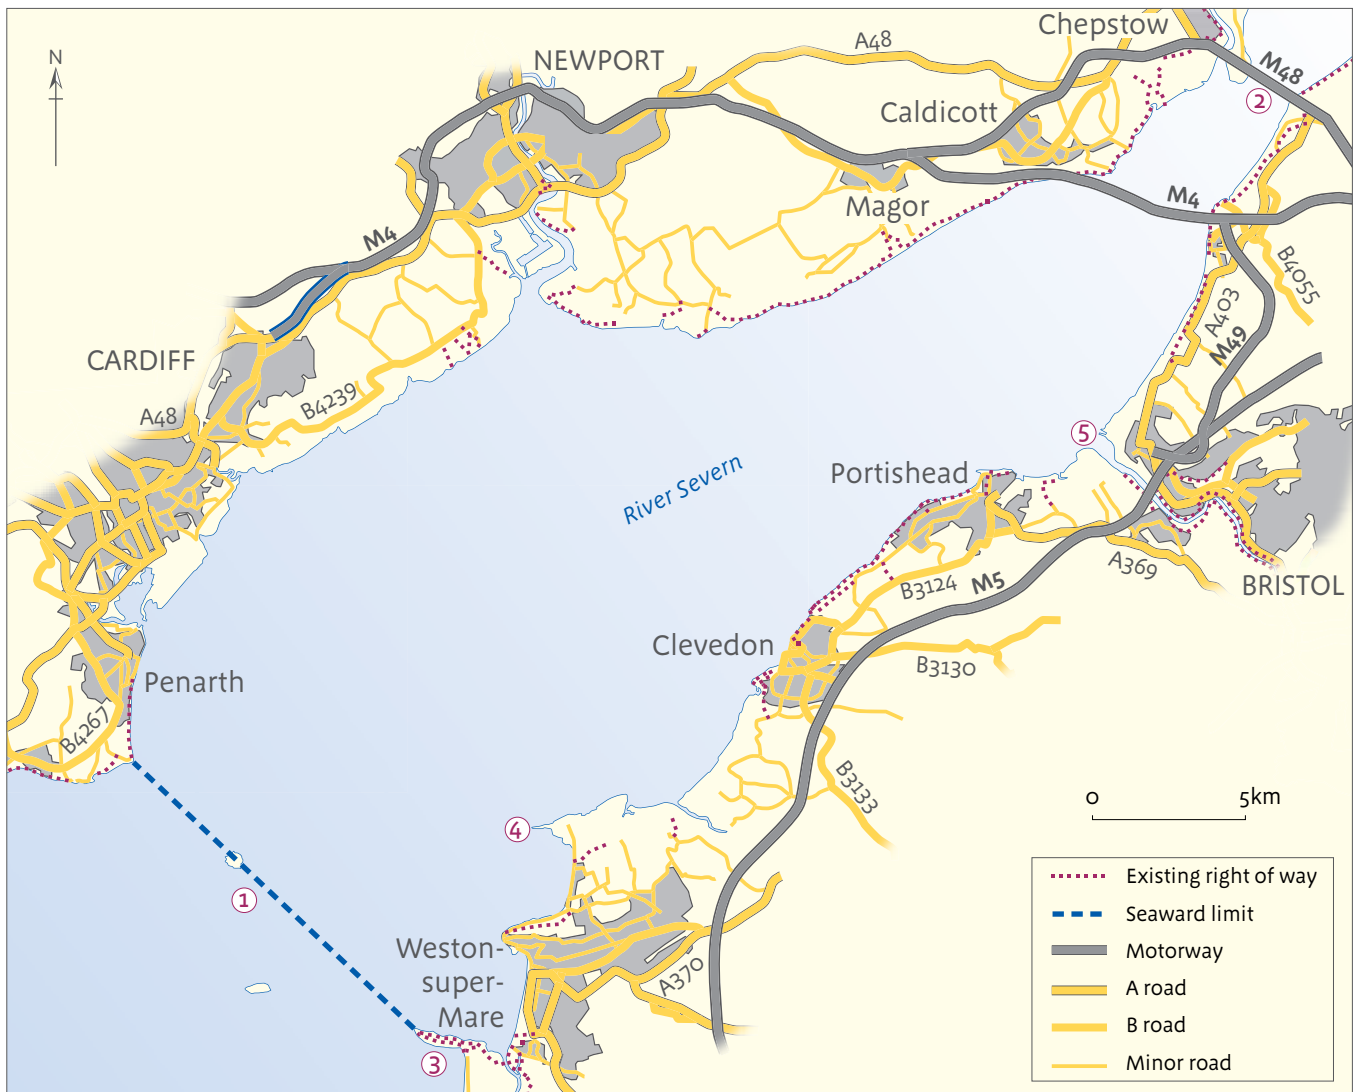 Chepstow
N
A48
NEWPORT
M48
2
Caldicott
M4
Magor
M4
B4055
A403
M49
CARDIFF
B4239
A48
5
Portishead
River Severn
A369
B3124
M5
BRISTOL
Clevedon
B3130
Penarth
B4267
B3133
0
5km
4
Existing right of way
1
Seaward limit
Weston-
super-
Mare
Motorway
A370
A road
B road
3
Minor road